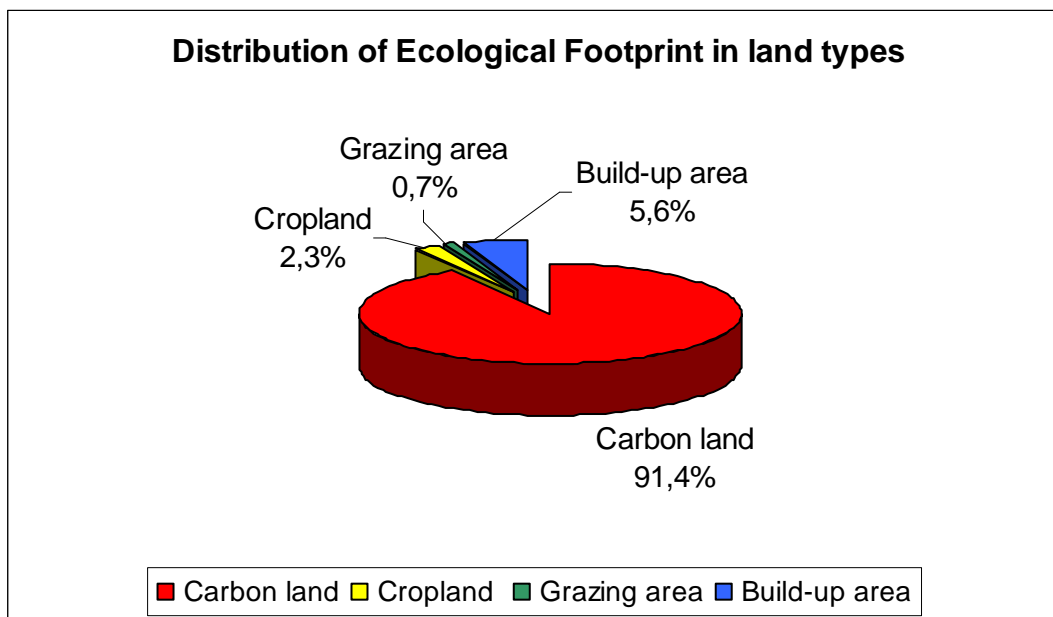 Distribution of Ecological Footprint in land types
Grazing area
0,7%
Build-up area
5,6%
Cropland
2,3%
Carbon land
91,4%
Carbon land
Cropland
Grazing area
Build-up area